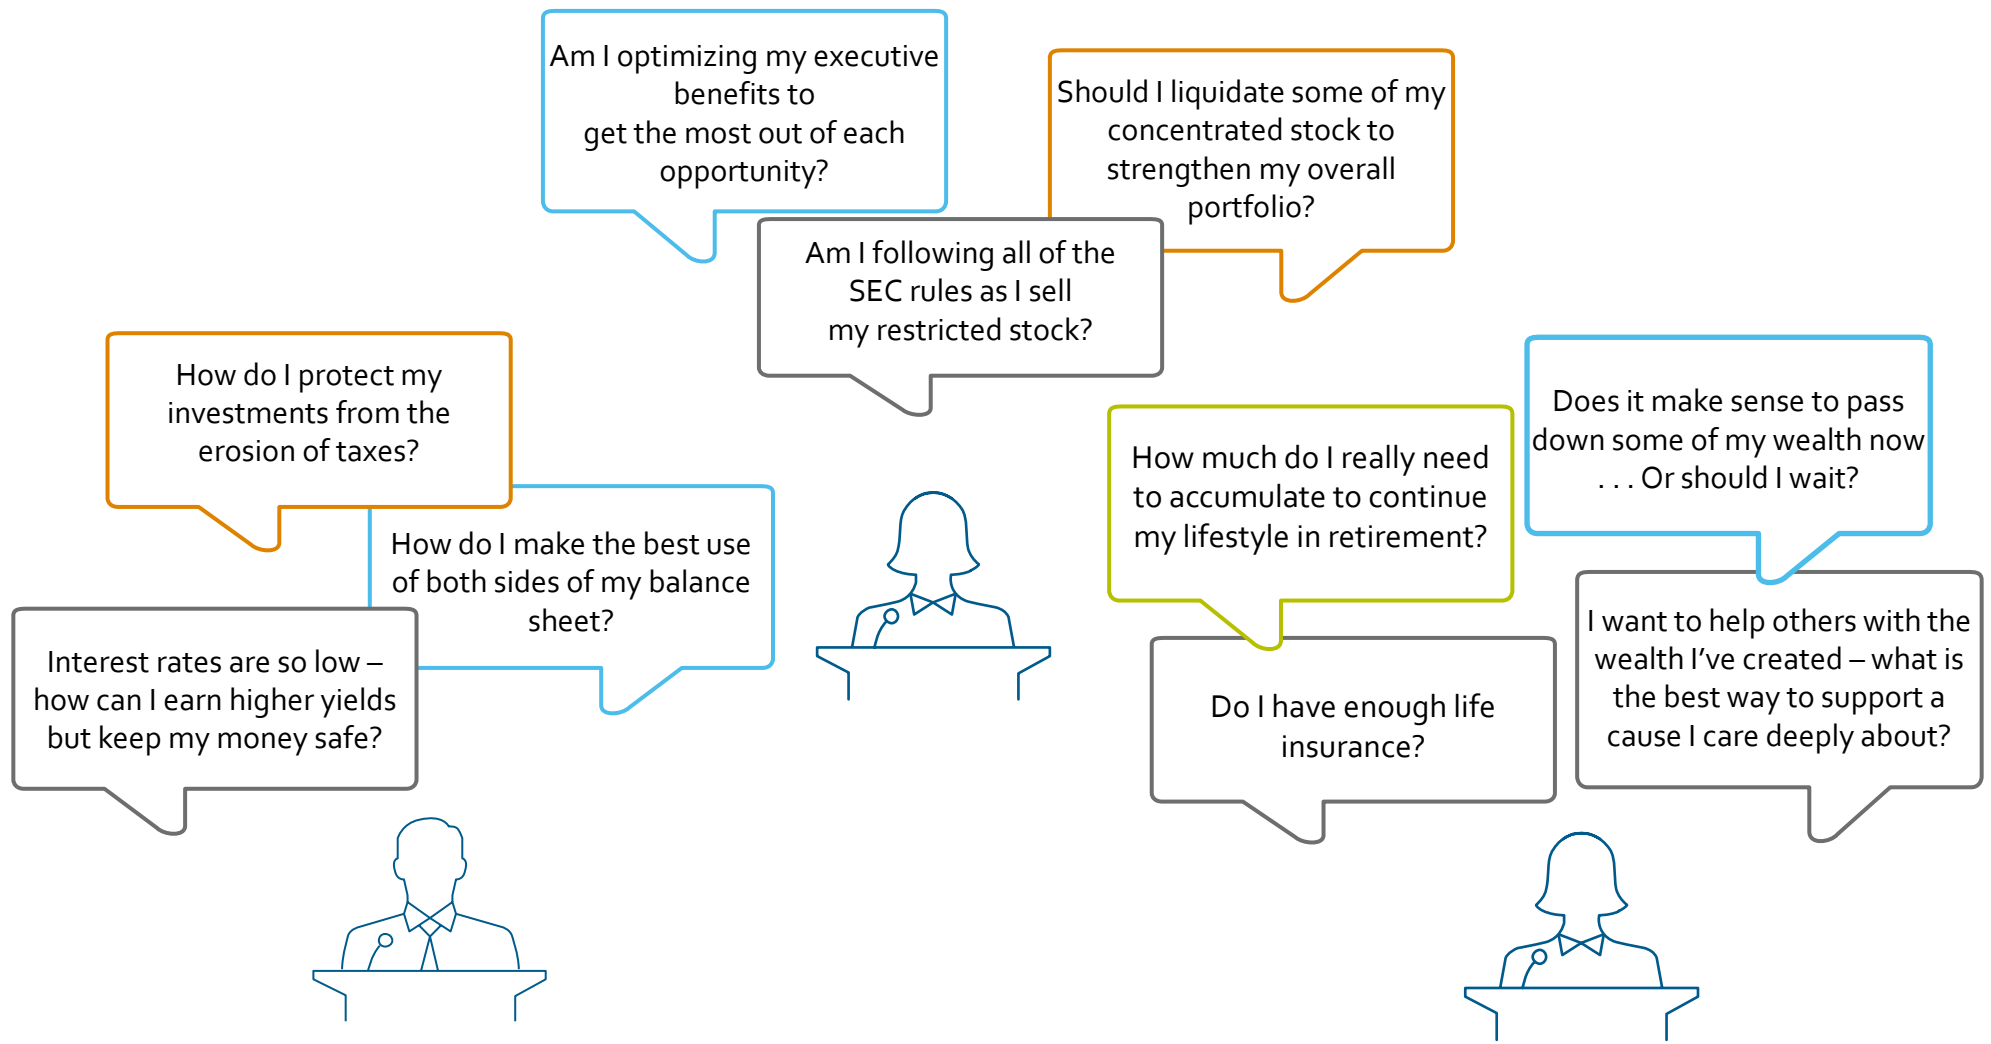 Am I optimizing my executive
benefits to
get the most out of each
opportunity?
Should I liquidate some of my
concentrated stock to
strengthen my overall
portfolio?
Am I following all of the
SEC rules as I sell
my restricted stock?
How do I protect my
investments from the
erosion of taxes?
How do I make the best use
of both sides of my balance
sheet?
Interest rates are so low –
how can I earn higher yields
but keep my money safe?
How much do I really need
to accumulate to continue
my lifestyle in retirement?
Does it make sense to pass
down some of my wealth now
. . . Or should I wait?
Do I have enough life
insurance?
I want to help others with the
wealth I’ve created – what is
the best way to support a
cause I care deeply about?